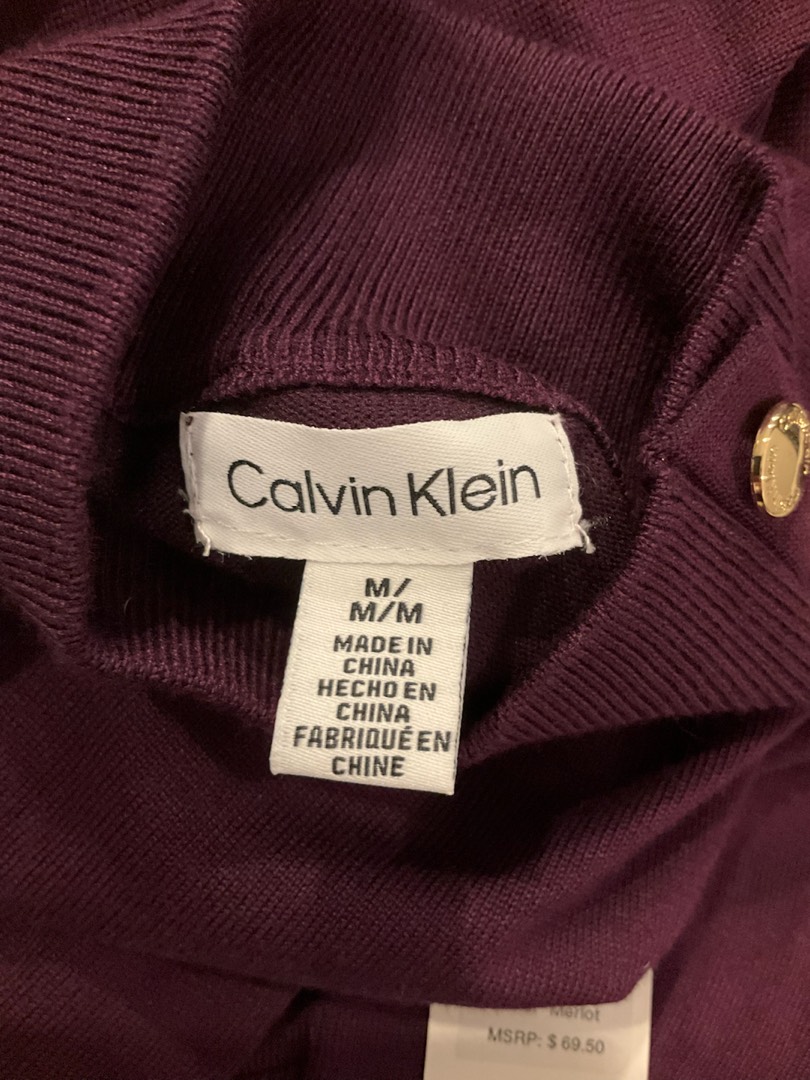 Calvin Klein
M/
M/M
MADE IN
CHINA
HECHO EN
CHINA
FABRIQUÉ EN
CHINE
Merlot
MSRP: $ 69.50